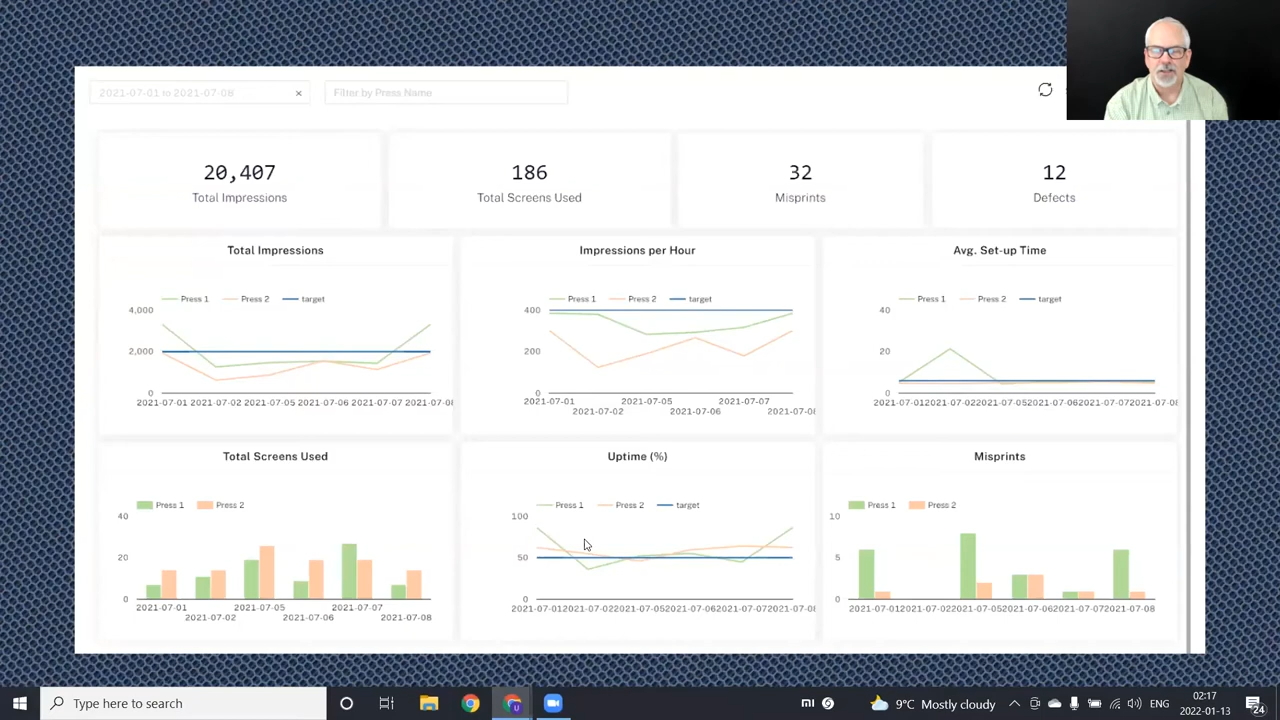 2021-07-01 to 2021-07-08 ×
Filter by Press Name
20,407
Total Impressions
186
Total Screens Used
32
Misprints
12
Defects
Total Impressions
Press 1 Press 2 target
4,000
2,000
0
2021-07-01 2021-07-02 2021-07-05 2021-07-06 2021-07-07 2021-07-08
Impressions per Hour
Press 1 Press 2 target
400
200
0
2021-07-01 2021-07-05 2021-07-07
2021-07-02 2021-07-06 2021-07-08
Avg. Set-up Time
Press 1 Press 2 target
40
20
0
2021-07-01 2021-07-02 2021-07-05 2021-07-06 2021-07-07 2021-07-08
Total Screens Used
Press 1 Press 2
40
20
0
2021-07-01 2021-07-05 2021-07-07
2021-07-02 2021-07-06 2021-07-08
Uptime (%)
Press 1 Press 2 target
100
50
0
2021-07-01 2021-07-02 2021-07-05 2021-07-06 2021-07-07 2021-07-08
Misprints
Press 1 Press 2
10
5
0
2021-07-01 2021-07-02 2021-07-05 2021-07-06 2021-07-07 2021-07-08
Type here to search
mi
9°C Mostly cloudy
ENG
02:17
2022-01-13
24